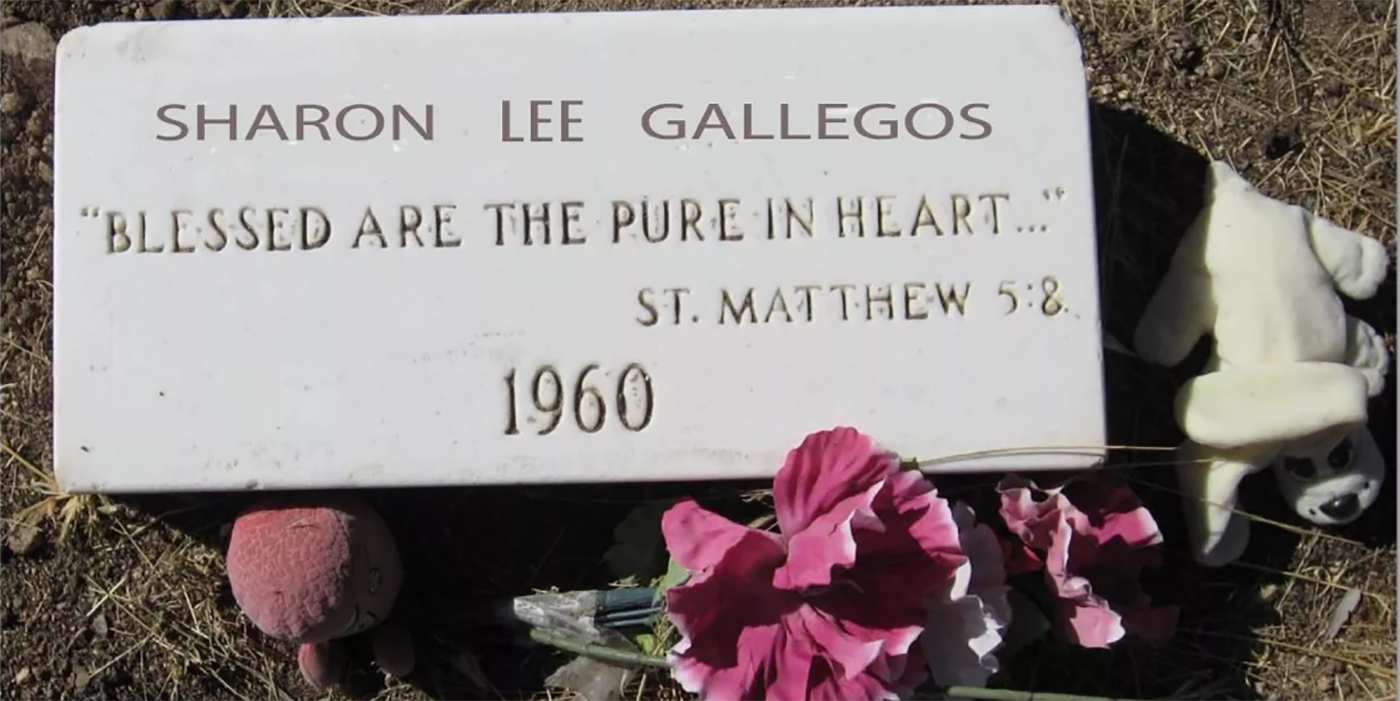 SHARON LEE GALLEGOS
"BLESSED ARE THE PURE IN HEART..."
ST. MATTHEW 5:8.
1960